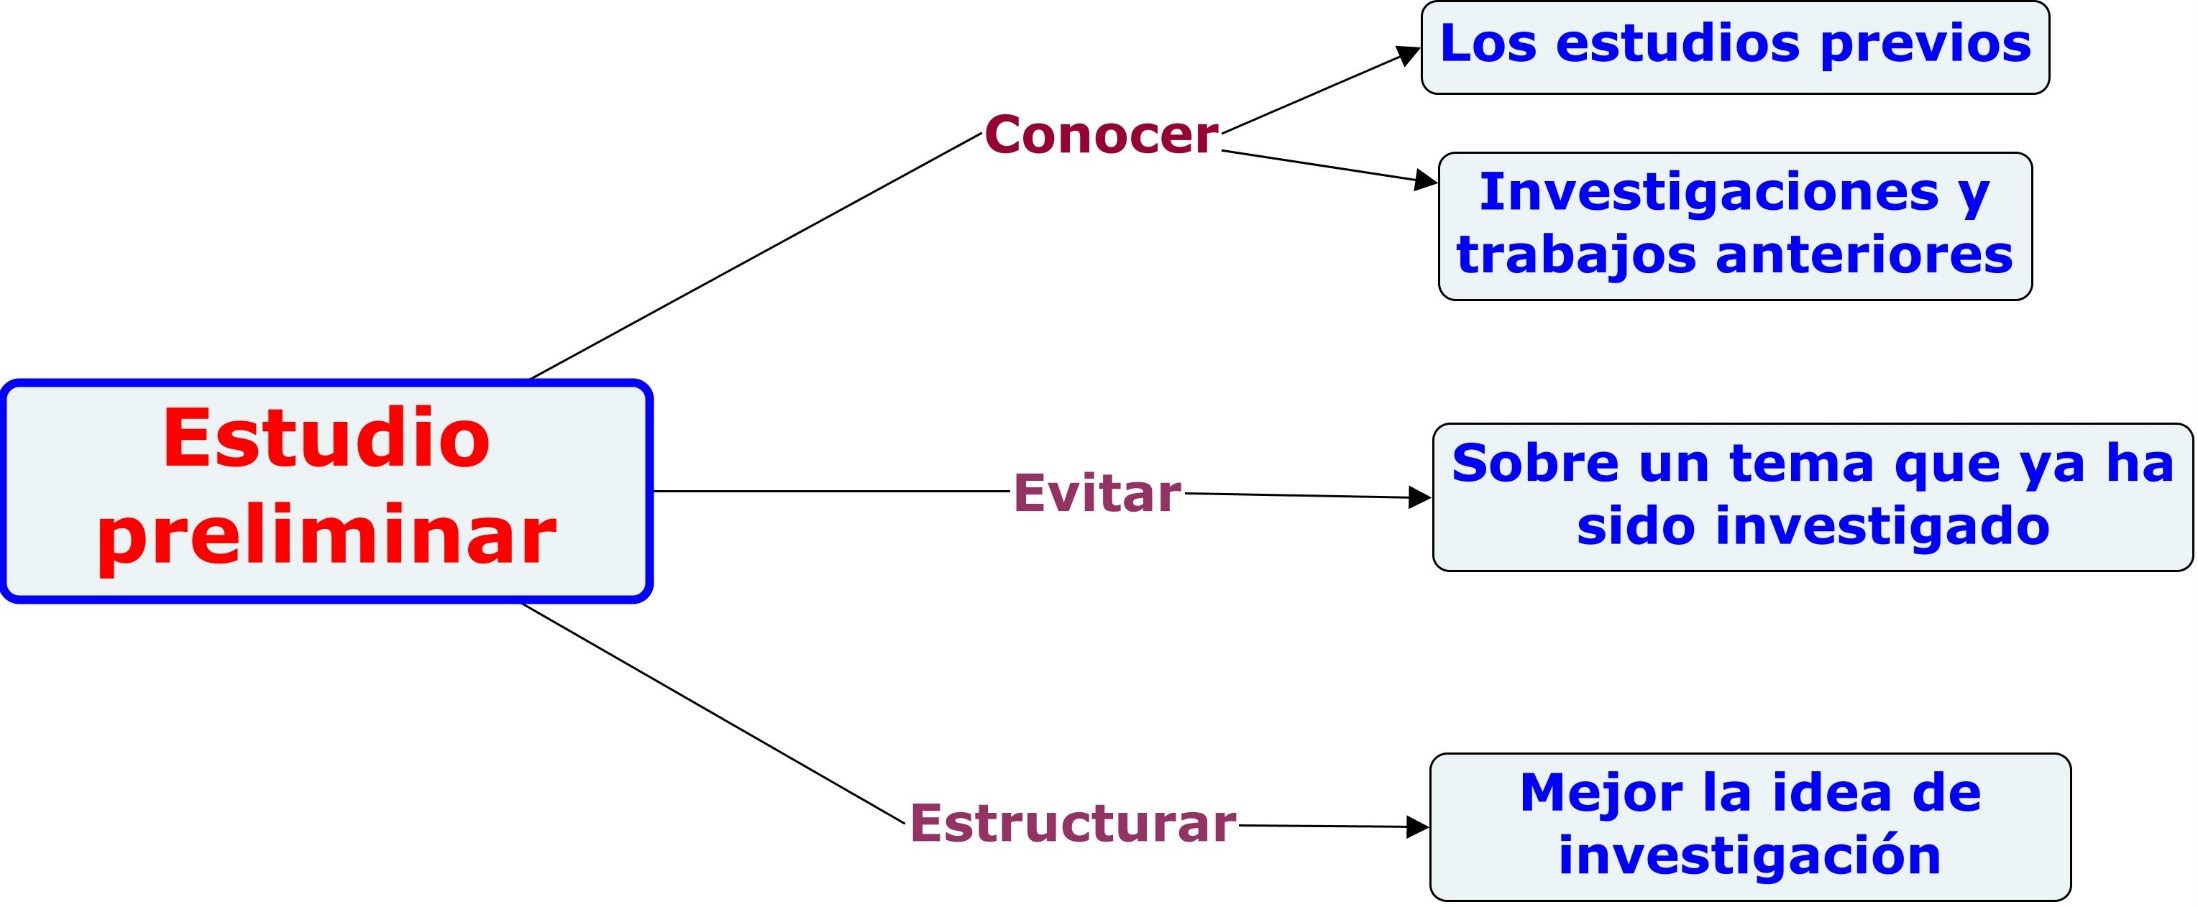 Estudio
preliminar
Conocer
Los estudios previos
Investigaciones y
trabajos anteriores
Evitar
Sobre un tema que ya ha
sido investigado
Estructurar
Mejor la idea de
investigación